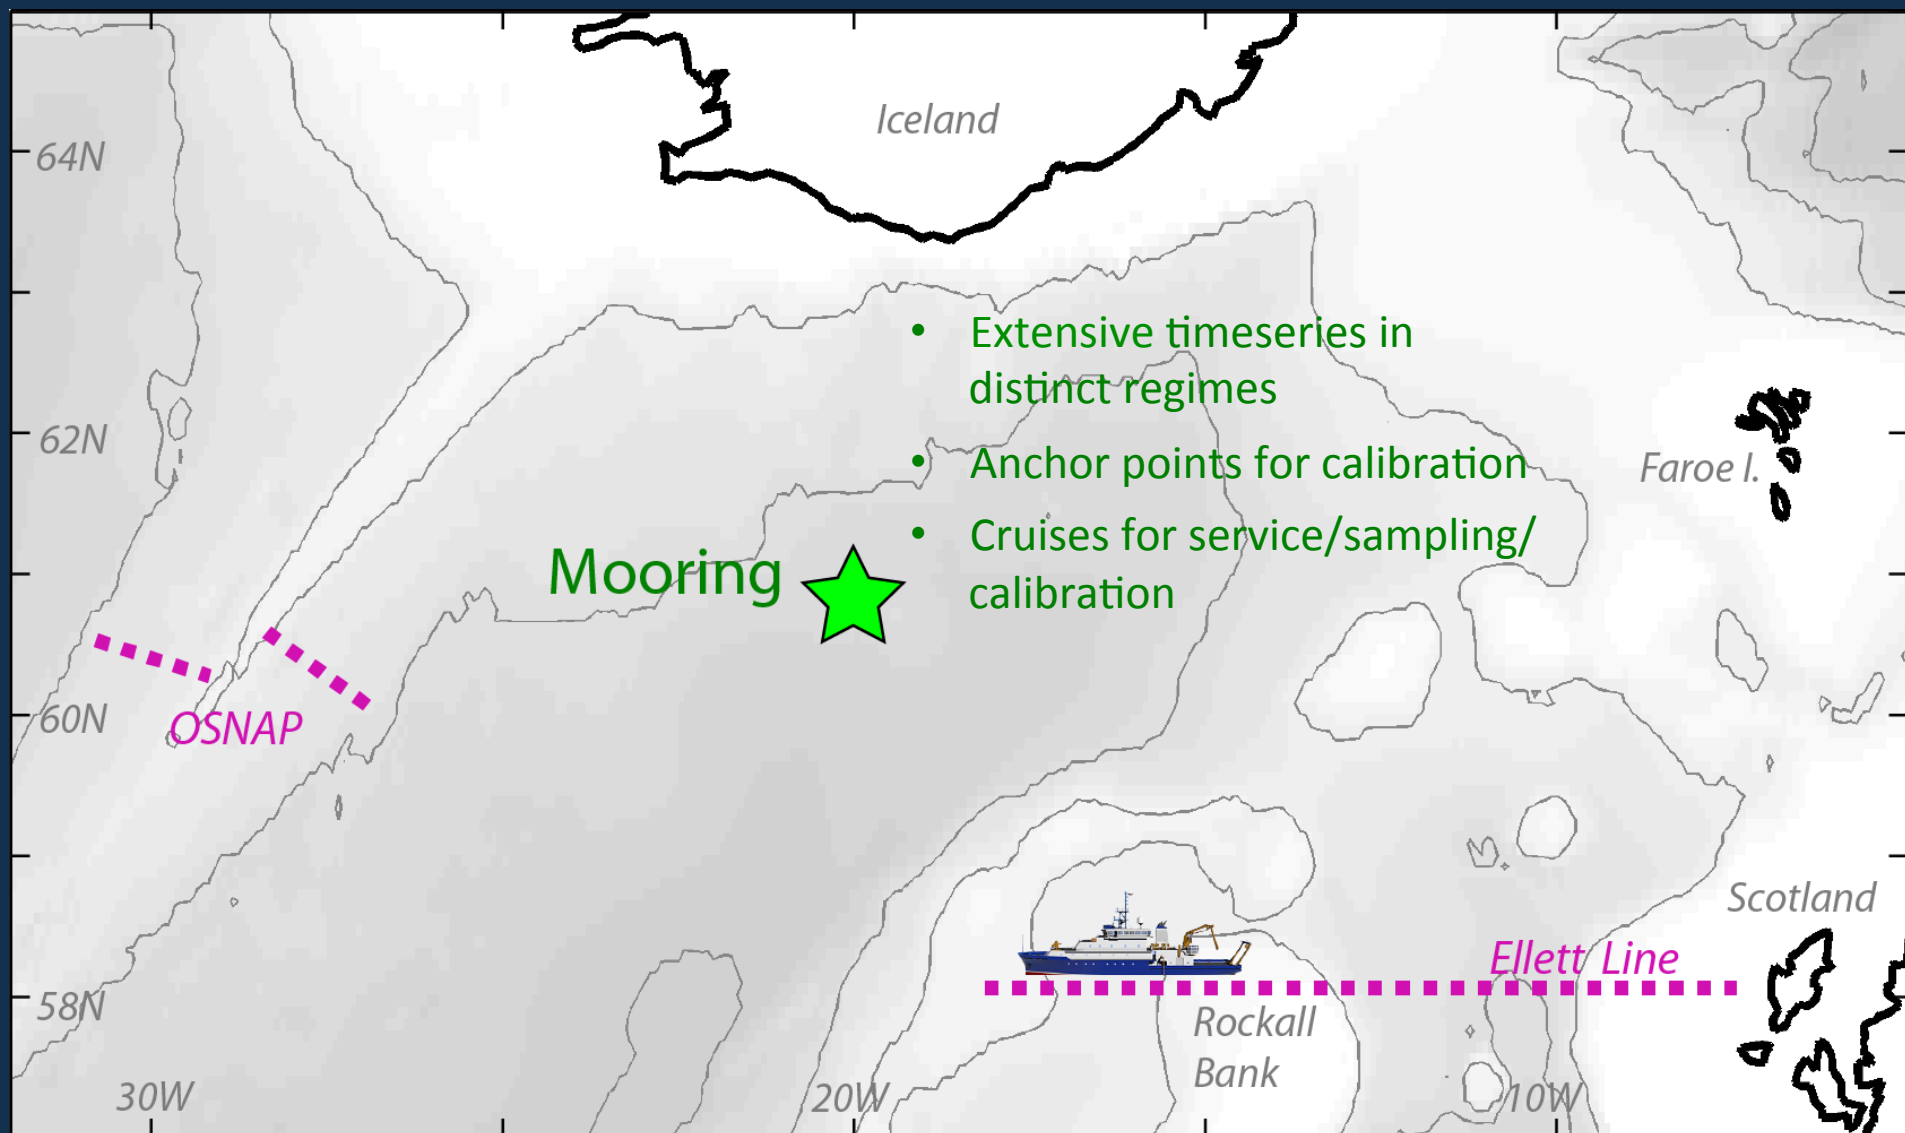 Iceland
64N
• Extensive timeseries in
distinct regimes
62N
• Anchor points for calibration
Faroe I.
• Cruises for service/sampling/
calibration
Mooring
60N
OSNAP
Scotland
Ellett Line
58N
Rockall
Bank
30W
20W
10W